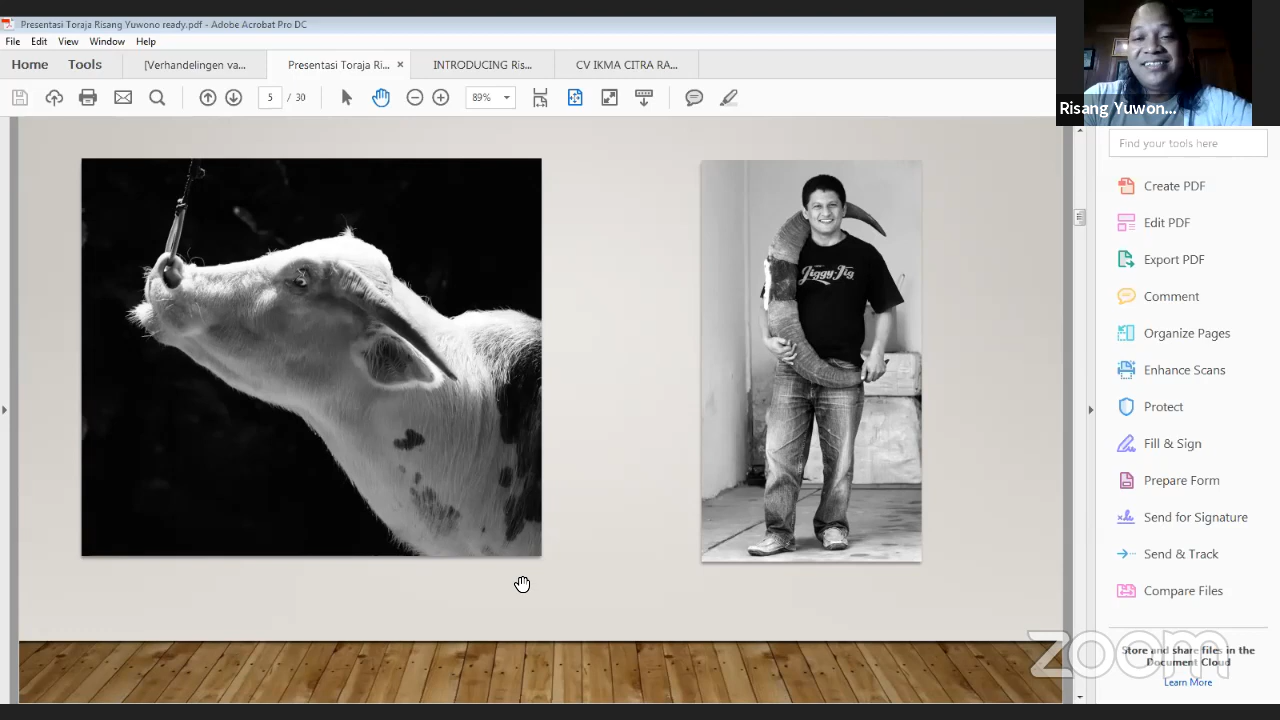 Presentasi Toraja Risang Yuwono ready.pdf - Adobe Acrobat Pro DC
File Edit View Window Help
Home Tools [Verhandelingen va... Presentasi Toraja Ri... × INTRODUCING Ris... CV IKMA CITRA RA...
5 / 30 89%
Risang Yuwon...
Find your tools here
Create PDF
Edit PDF
Export PDF
Comment
Organize Pages
Enhance Scans
Protect
Fill & Sign
Prepare Form
Send for Signature
Send & Track
Compare Files
Store and share files in the
Document Cloud
Learn More
Jiggy Jig
zoom